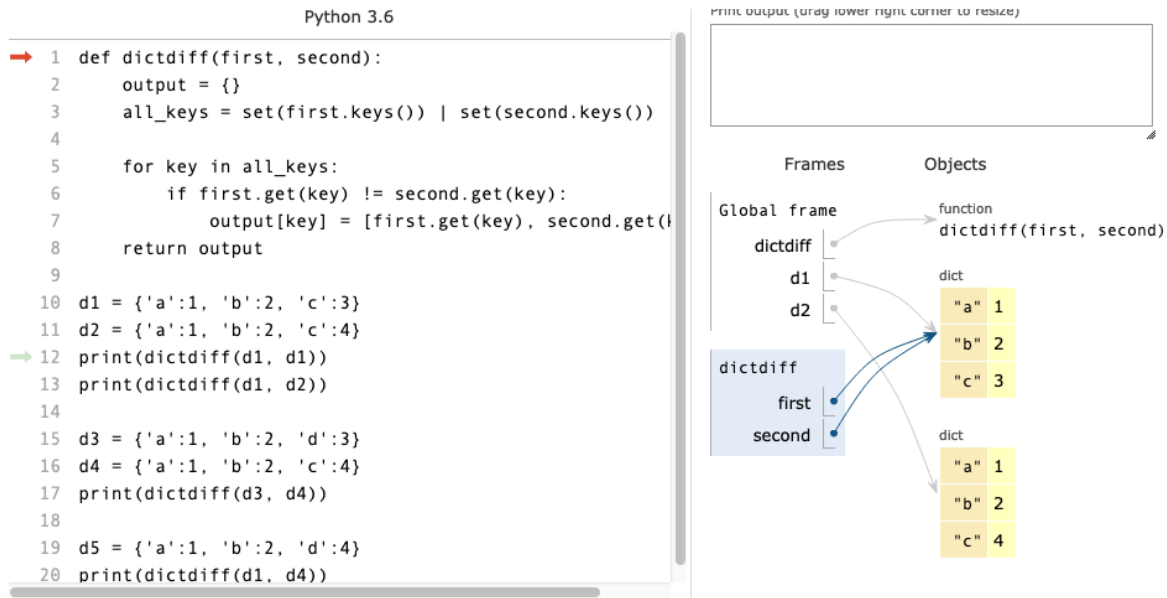 Python 3.6
1 def dictdiff(first, second):
2 output = {}
3 all_keys = set(first.keys()) | set(second.keys())
4
5 for key in all_keys:
6 if first.get(key) != second.get(key):
7 output[key] = [first.get(key), second.get(
8 return output
9
10 d1 = {'a':1, 'b':2, 'c':3}
11 d2 = {'a':1, 'b':2, 'c':4}
12 print(dictdiff(d1, d1))
13 print(dictdiff(d1, d2))
14
15 d3 = {'a':1, 'b':2, 'd':3}
16 d4 = {'a':1, 'b':2, 'c':4}
17 print(dictdiff(d3, d4))
18
19 d5 = {'a':1, 'b':2, 'd':4}
20 print(dictdiff(d1, d4))
Print output (drag lower right corner to resize)
Frames
Objects
Global frame
dictdiff
d1
d2
dictdiff
first
second
function
dictdiff(first, second)
dict
"a" 1
"b" 2
"c" 3
dict
"a" 1
"b" 2
"c" 4